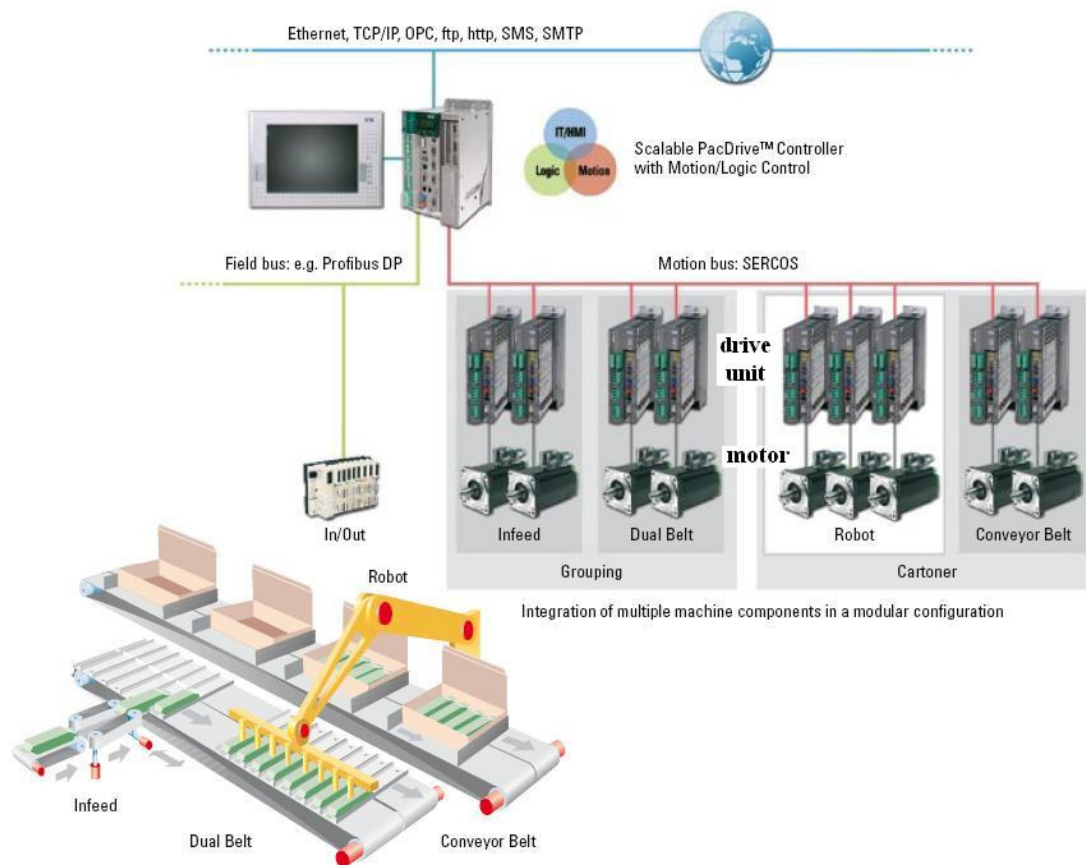 Ethernet, TCP/IP, OPC, ftp, http, SMS, SMTP
IT/HMI
Logic
Motion
Scalable PacDrive™ Controller
with Motion/Logic Control
Field bus: e.g. Profibus DP
Motion bus: SERCOS
drive
unit
motor
In/Out
Infeed
Dual Belt
Robot
Conveyor Belt
Grouping
Cartoner
Integration of multiple machine components in a modular configuration
Robot
Infeed
Dual Belt
Conveyor Belt